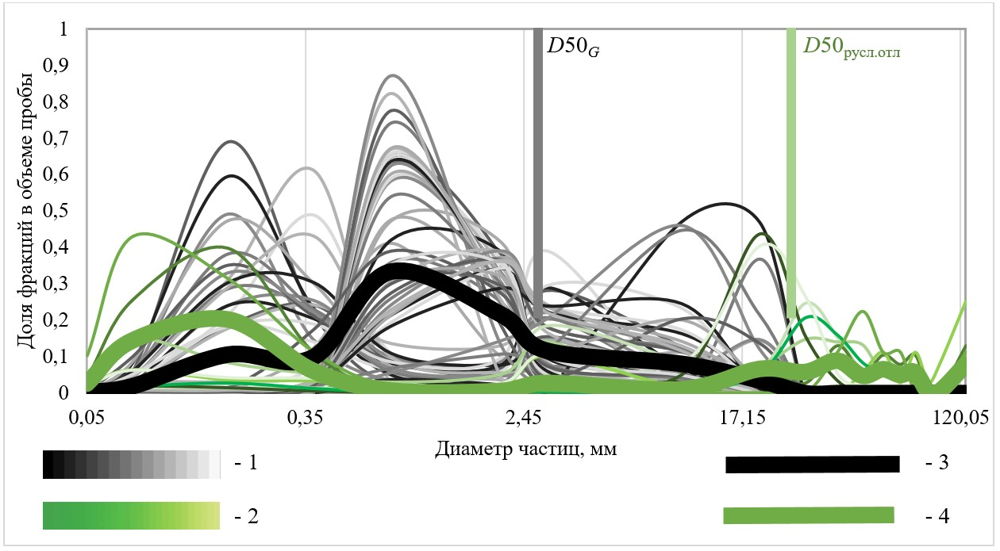 Доля фракций в объеме пробы
1
0,9
0,8
0,7
0,6
0,5
0,4
0,3
0,2
0,1
0
D50G
D50русл.отл
0,05 0,35 2,45 17,15 120,05
Диаметр частиц, мм
- 1 - 3
- 2 - 4